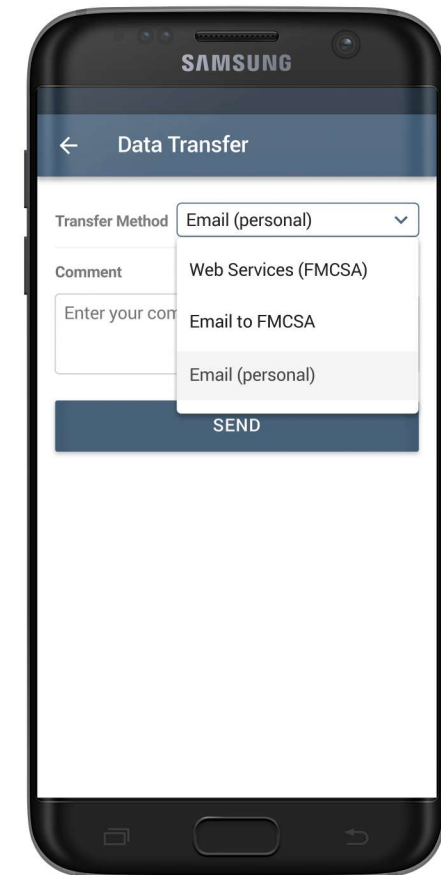 SAMSUNG
Data Transfer
Transfer Method Email (personal)
Web Services (FMCSA)
Comment
Enter your com
Email to FMCSA
Email (personal)
SEND